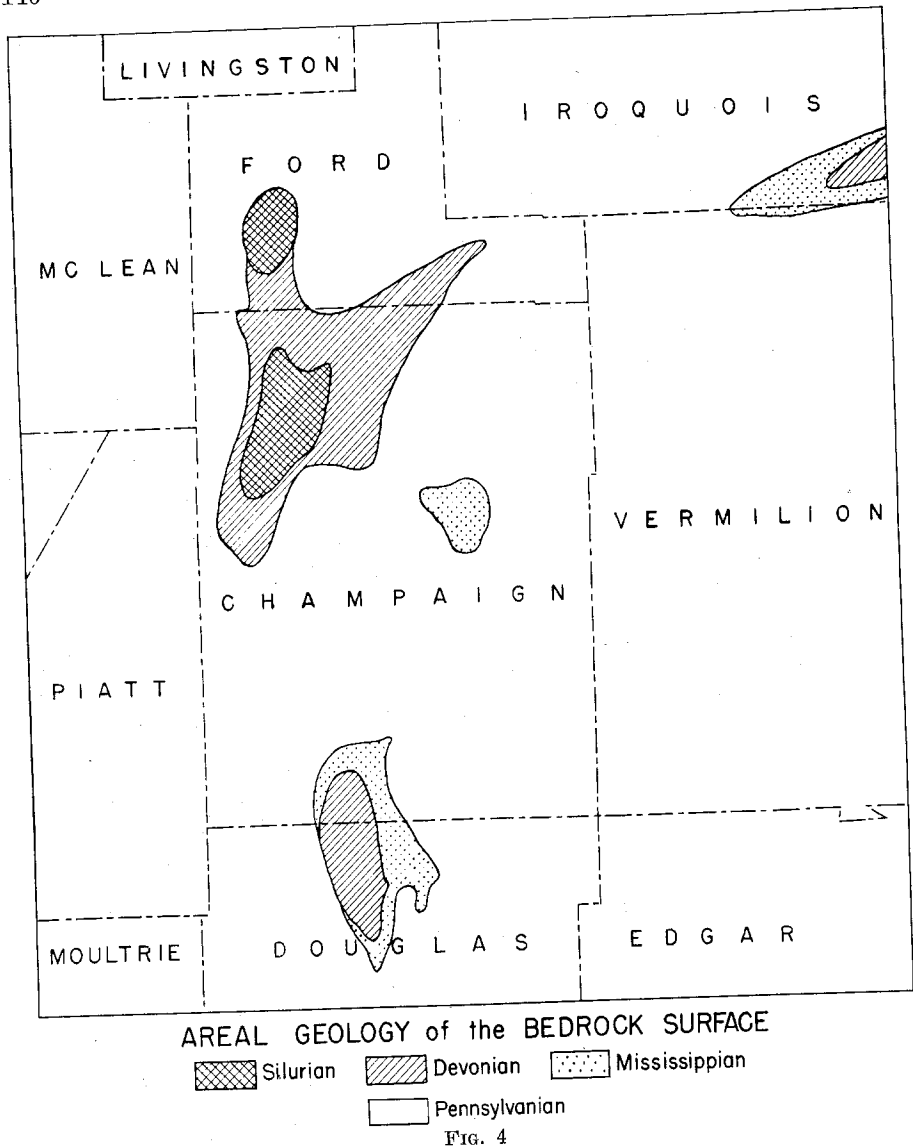 LIVINGSTON
IROQUOIS
FORD
MC LEAN
VERMILION
CHAMPAIGN
PIATT
MOULTRIE
DOUGLAS
EDGAR
AREAL GEOLOGY of the BEDROCK SURFACE
Silurian Devonian Mississippian
Pennsylvanian
FIG. 4